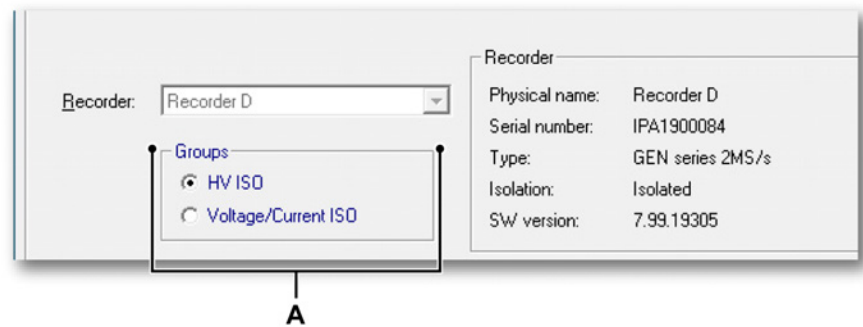 Recorder: Recorder D
Groups
HV ISO
Voltage/Current ISO
Recorder
Physical name: Recorder D
Serial number: IPA1900084
Type: GEN series 2MS/s
Isolation: Isolated
SW version: 7.99.19305
A